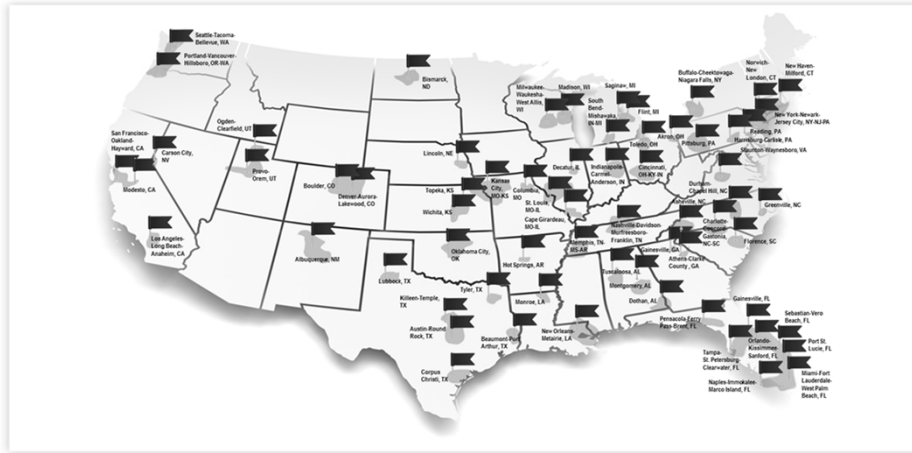 Seattle-Tacoma-
Bellevue, WA
Portland-Vancouver-
Hillsboro, OR-WA
Bismarck,
ND
Milwaukee-
Waukesha-
West Allis,
WI
Madison, WI
South
Bend-
Mishawaka,
IN-MI
Saginaw, MI
Flint, MI
Buffalo-Cheektowaga-
Niagara Falls, NY
Norwich-
New
London, CT
New Haven-
Milford, CT
New York-Newark-
Jersey City, NY-NJ-PA
Reading, PA
Harrisburg-Carlisle, PA
Staunton-Waynesboro, VA
Pittsburg, PA
Akron, OH
Toledo, OH
San Francisco-
Oakland-
Hayward, CA
Carson City,
NV
Modesto, CA
Los Angeles-
Long Beach-
Anaheim, CA
Ogden-
Clearfield, UT
Provo-
Orem, UT
Boulder, CO
Denver-Aurora-
Lakewood, CO
Albuquerque, NM
Lincoln, NE
Topeka, KS
Kansas
City,
MO-KS
Wichita, KS
Columbia,
MO
St. Louis,
MO-IL
Cape Girardeau,
MO-IL
Decatur, IL
Indianapolis-
Carmel-
Anderson, IN
Cincinnati,
OH-KY-IN
Durham-
Chapel Hill, NC
Asheville, NC
Greenville, NC
Charlotte-
Concord-
Gastonia,
NC-SC
Florence, SC
Nashville-Davidson-
Murfreesboro-
Franklin, TN
Memphis, TN-
MS-AR
Gainesville, GA
Athens-Clarke
County, GA
Tuscaloosa, AL
Montgomery, AL
Dothan, AL
Oklahoma City,
OK
Hot Springs, AR
Lubbock, TX
Tyler, TX
Monroe, LA
Killeen-Temple,
TX
Austin-Round
Rock, TX
Beaumont-Port
Arthur, TX
New Orleans-
Metairie, LA
Corpus
Christi, TX
Pensacola-Ferry
Pass-Brent, FL
Gainesville, FL
Sebastian-Vero
Beach, FL
Orlando-
Kissimmee-
Sanford, FL
Port St.
Lucie, FL
Tampa-
St. Petersburg-
Clearwater, FL
Naples-Immokalee-
Marco Island, FL
Miami-Fort
Lauderdale-
West Palm
Beach, FL